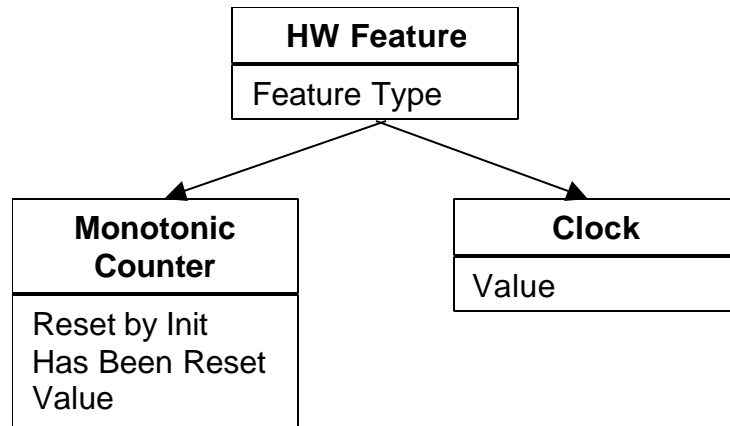 HW Feature
Feature Type
Monotonic
Counter
Reset by Init
Has Been Reset
Value
Clock
Value